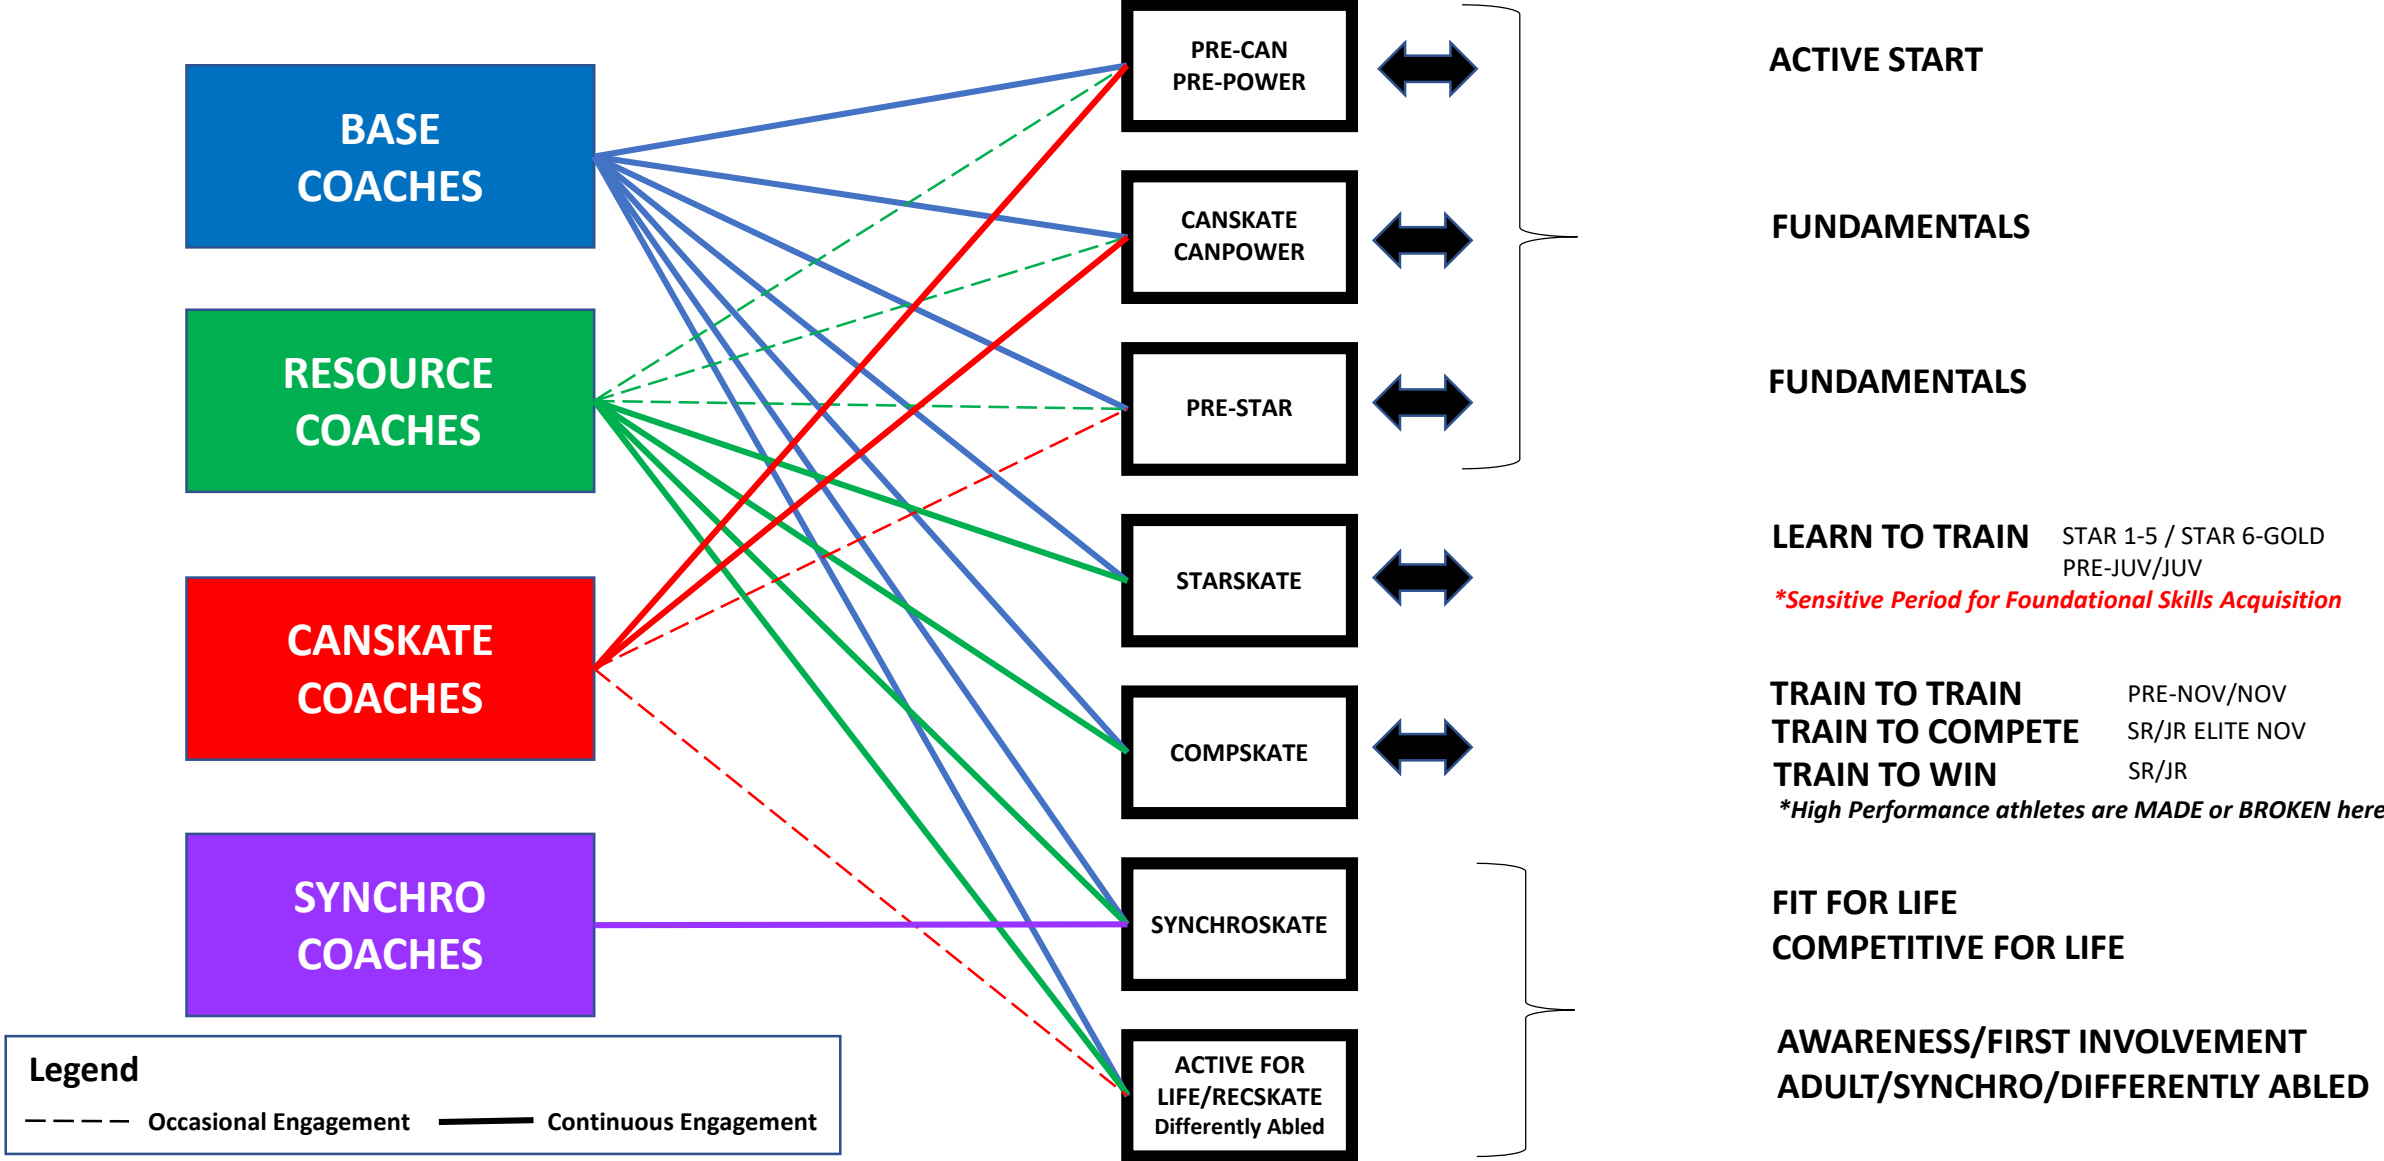 BASE
COACHES
RESOURCE
COACHES
CANSKATE
COACHES
SYNCHRO
COACHES
Legend
Occasional Engagement
Continuous Engagement
PRE-CAN
PRE-POWER
CANSKATE
CANPOWER
PRE-STAR
STARSKATE
COMPSKATE
SYNCHROSKATE
ACTIVE FOR
LIFE/RECSKATE
Differently Abled
ACTIVE START
FUNDAMENTALS
FUNDAMENTALS
LEARN TO TRAIN STAR 1-5 / STAR 6-GOLD
PRE-JUV/JUV
*Sensitive Period for Foundational Skills Acquisition
TRAIN TO TRAIN PRE-NOV/NOV
TRAIN TO COMPETE SR/JR ELITE NOV
TRAIN TO WIN SR/JR
*High Performance athletes are MADE or BROKEN here
FIT FOR LIFE
COMPETITIVE FOR LIFE
AWARENESS/FIRST INVOLVEMENT
ADULT/SYNCHRO/DIFFERENTLY ABLED